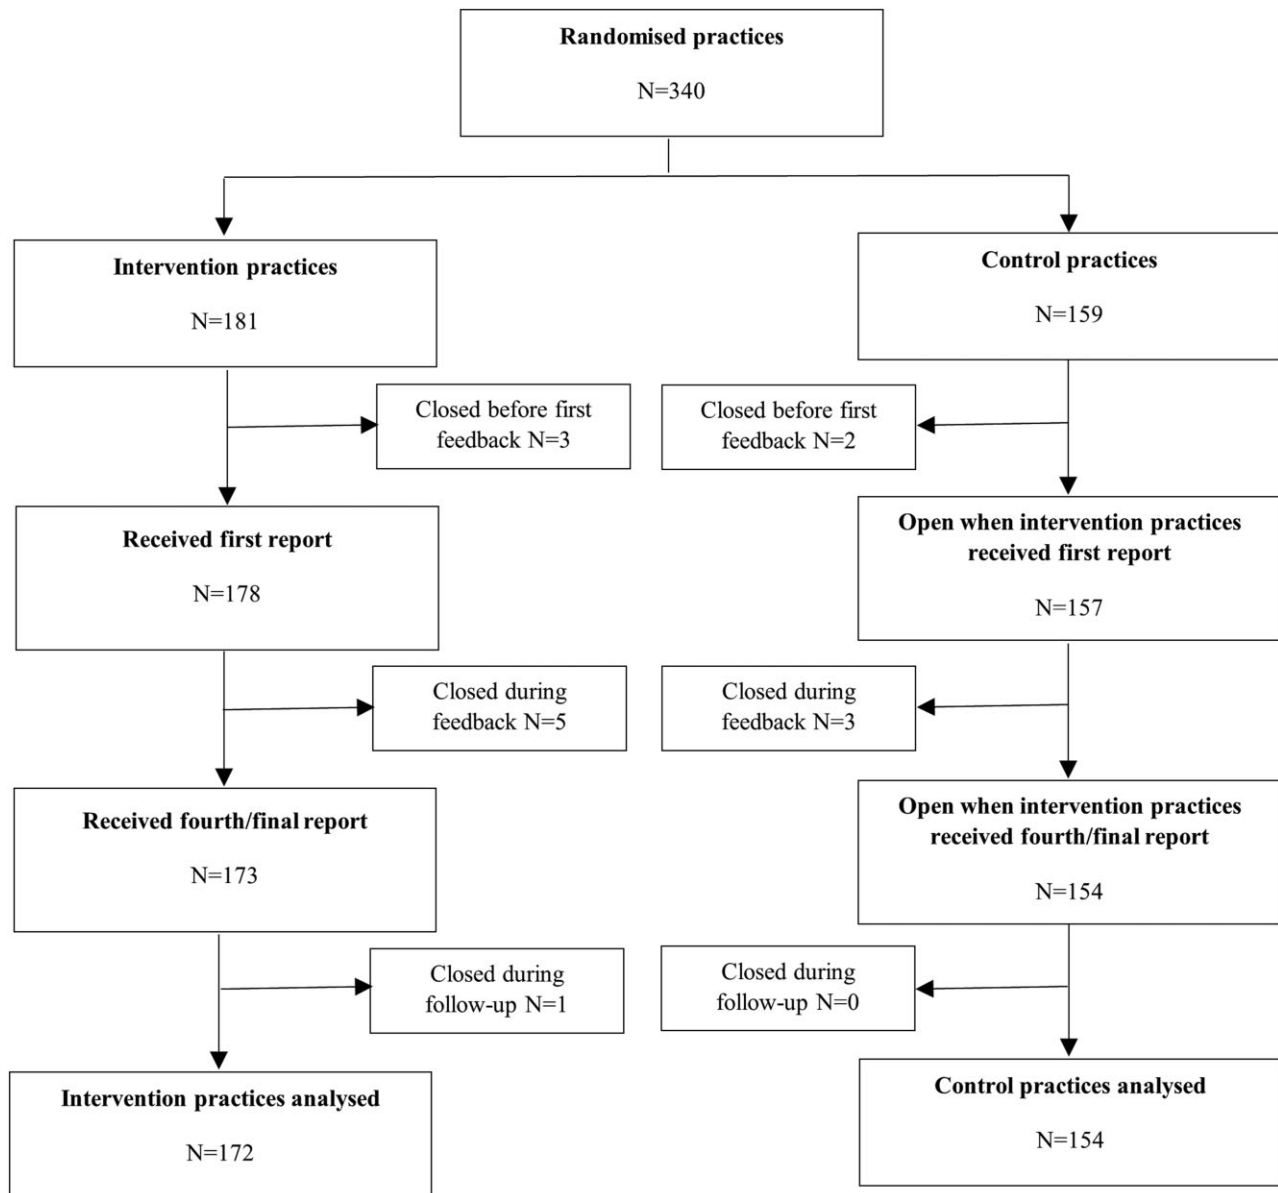 Randomised practices
N=340
Intervention practices
N=181
Control practices
N=159
Closed before first
feedback N=3
Closed before first
feedback N=2
Received first report
N=178
Open when intervention practices
received first report
N=157
Closed during
feedback N=5
Closed during
feedback N=3
Received fourth/final report
N=173
Open when intervention practices
received fourth/final report
N=154
Closed during
follow-up N=1
Closed during
follow-up N=0
Intervention practices analysed
N=172
Control practices analysed
N=154